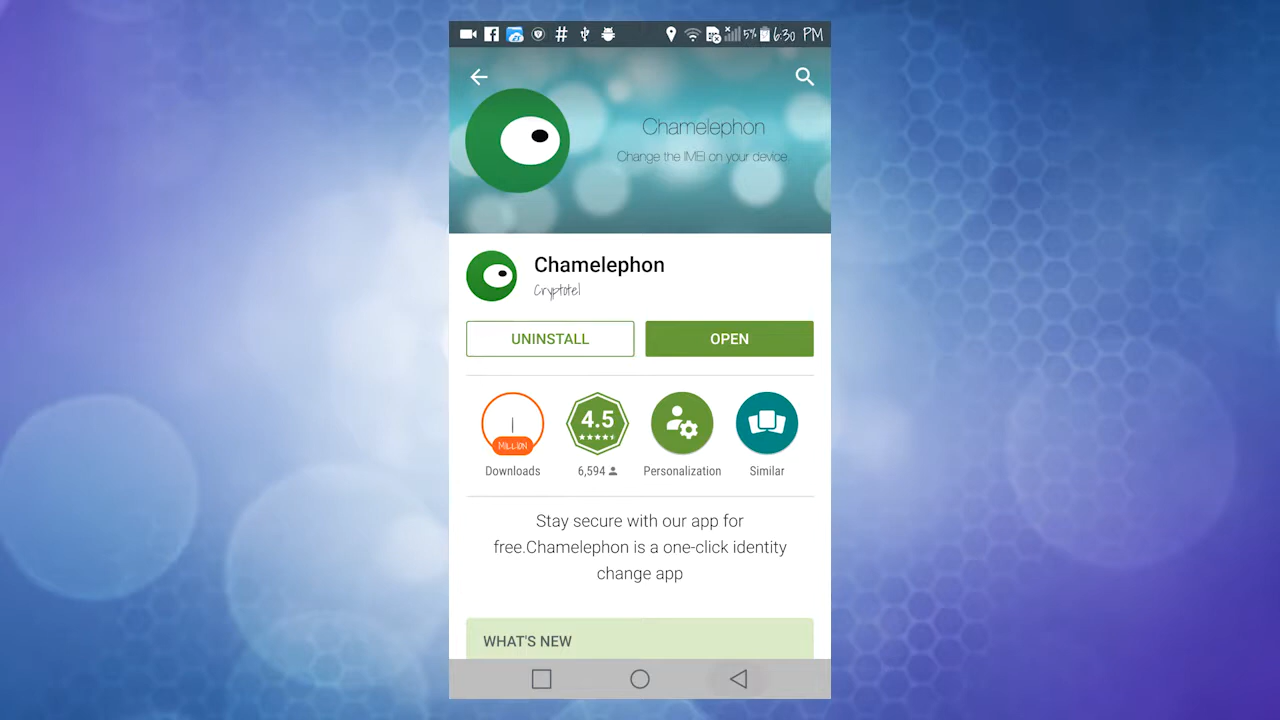 5% 6:30 PM
Chamelephon
Change the IMEI on your device.
Chamelephon
Cryptotel
UNINSTALL OPEN
1 4.5
MILLION
Downloads 6,594 Personalization Similar
Stay secure with our app for
free.Chamelephon is a one-click identity
change app
WHAT'S NEW